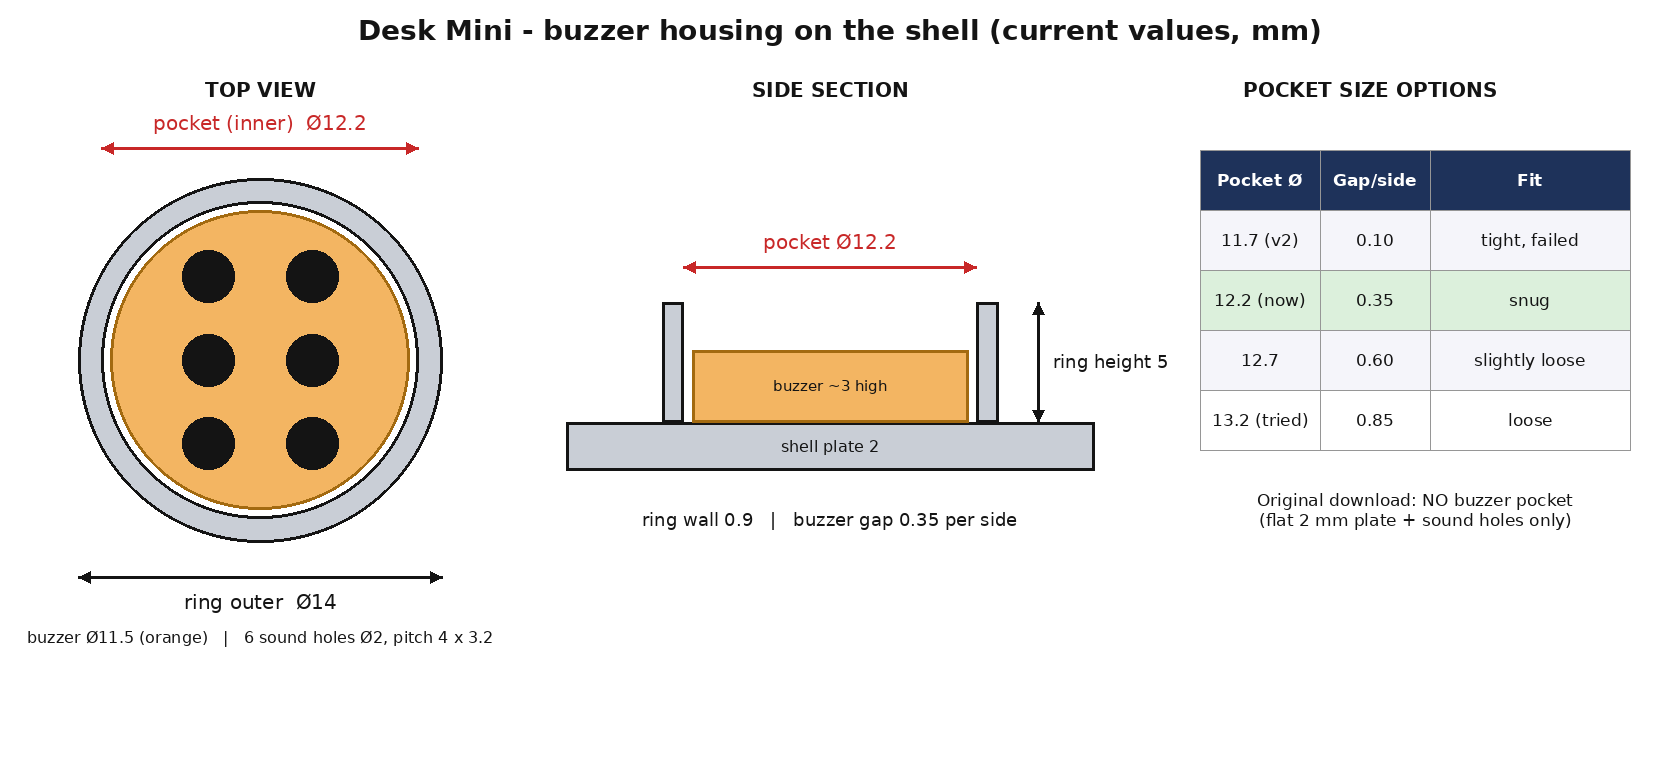 Desk Mini - buzzer housing on the shell (current values, mm)
TOP VIEW
pocket (inner)  Ø12.2
ring outer  Ø14
buzzer Ø11.5 (orange)   |   6 sound holes Ø2, pitch 4 x 3.2
SIDE SECTION
pocket Ø12.2
buzzer ~3 high
ring height 5
shell plate 2
ring wall 0.9   |   buzzer gap 0.35 per side
POCKET SIZE OPTIONS
Pocket Ø Gap/side Fit
11.7 (v2) 0.10 tight, failed
12.2 (now) 0.35 snug
12.7 0.60 slightly loose
13.2 (tried) 0.85 loose
Original download: NO buzzer pocket
(flat 2 mm plate + sound holes only)